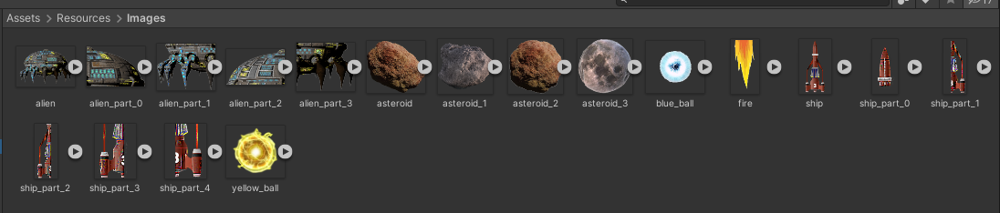 17
Assets > Resources > Images
alien alien_part_0 alien_part_1 alien_part_2 alien_part_3 asteroid asteroid_1 asteroid_2 asteroid_3 blue_ball fire ship ship_part_0 ship_part_1
ship_part_2 ship_part_3 ship_part_4 yellow_ball